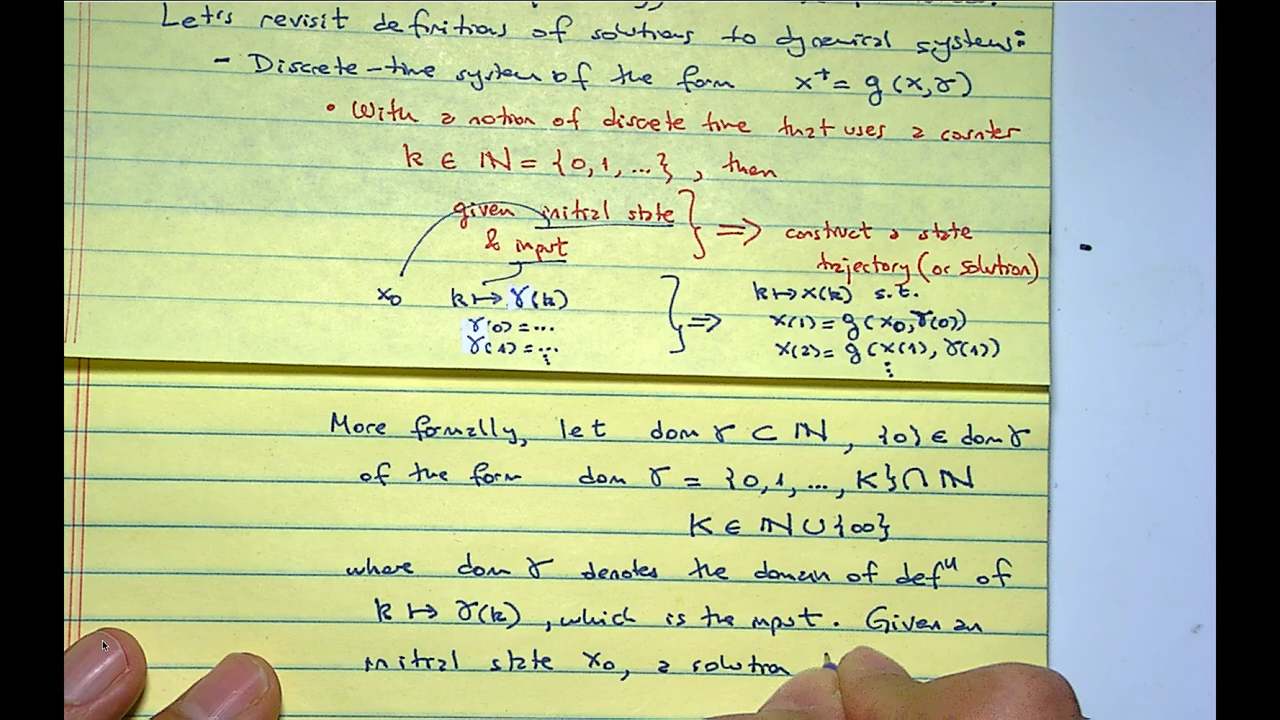 Let's revisit definitions of solutions to dynamical systems:
- Discrete-time system of the form x⁺ = g(x,γ)
• With a notion of discete time that uses a counter
k ∈ ℕ = {0,1,...}, then
given initial state } ⇒ construct a state
& input trajectory (or solution)
x₀ k ↦ γ(k) } ⇒ k ↦ x(k) s.t.
γ(0) = ... x(1) = g(x₀,γ(0))
γ(1) = ... x(2) = g(x(1),γ(1))
⋮ ⋮
More formally, let dom γ ⊂ ℕ, {0} ∈ dom γ
of the form dom γ = {0,1,...,K} ∩ ℕ
K ∈ ℕ ∪ {∞}
where dom γ denotes the domain of defⁿ of
k ↦ γ(k), which is the input. Given an
initial state x₀, a solution